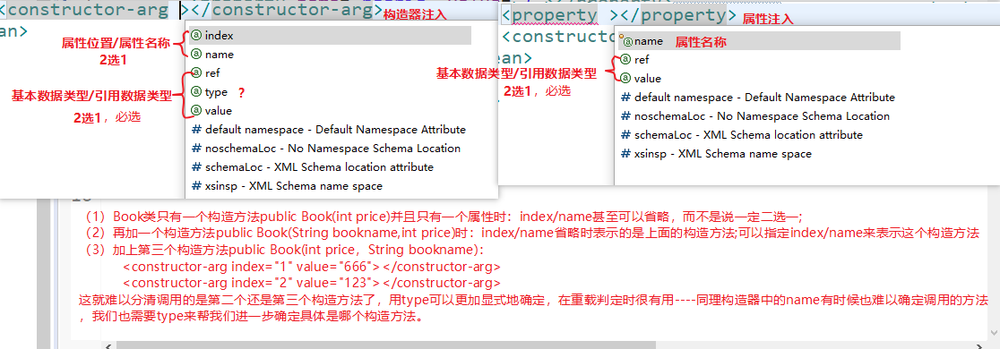 <constructor-arg ></constructor-arg> 构造器注入
an>
属性位置/属性名称
2选1
基本数据类型/引用数据类型
2选1，必选
index
name
ref
type ？
value
# default namespace - Default Namespace Attribute
# noschemaLoc - No Namespace Schema Location
# schemaLoc - XML Schema location attribute
# xsinsp - XML Schema name space
<property ></property> 属性注入
<construc
ean>
基本数据类型/引用数据类型
2选1，必选
name 属性名称
ref
value
# default namespace - Default Namespace Attribute
# noschemaLoc - No Namespace Schema Location
# schemaLoc - XML Schema location attribute
# xsinsp - XML Schema name space
（1）Book类只有一个构造方法public Book(int price)并且只有一个属性时：index/name甚至可以省略，而不是说一定二选一;
（2）再加一个构造方法public Book(String bookname,int price)时：index/name省略时表示的是上面的构造方法;可以指定index/name来表示这个构造方法
（3）加上第三个构造方法public Book(int price，String bookname)：
<constructor-arg index="1" value="666"></constructor-arg>
<constructor-arg index="2" value="123"></constructor-arg>
这就难以分清调用的是第二个还是第三个构造方法了，用type可以更加显式地确定，在重载判定时很有用----同理构造器中的name有时候也难以确定调用的方法
，我们也需要type来帮我们进一步确定具体是哪个构造方法。